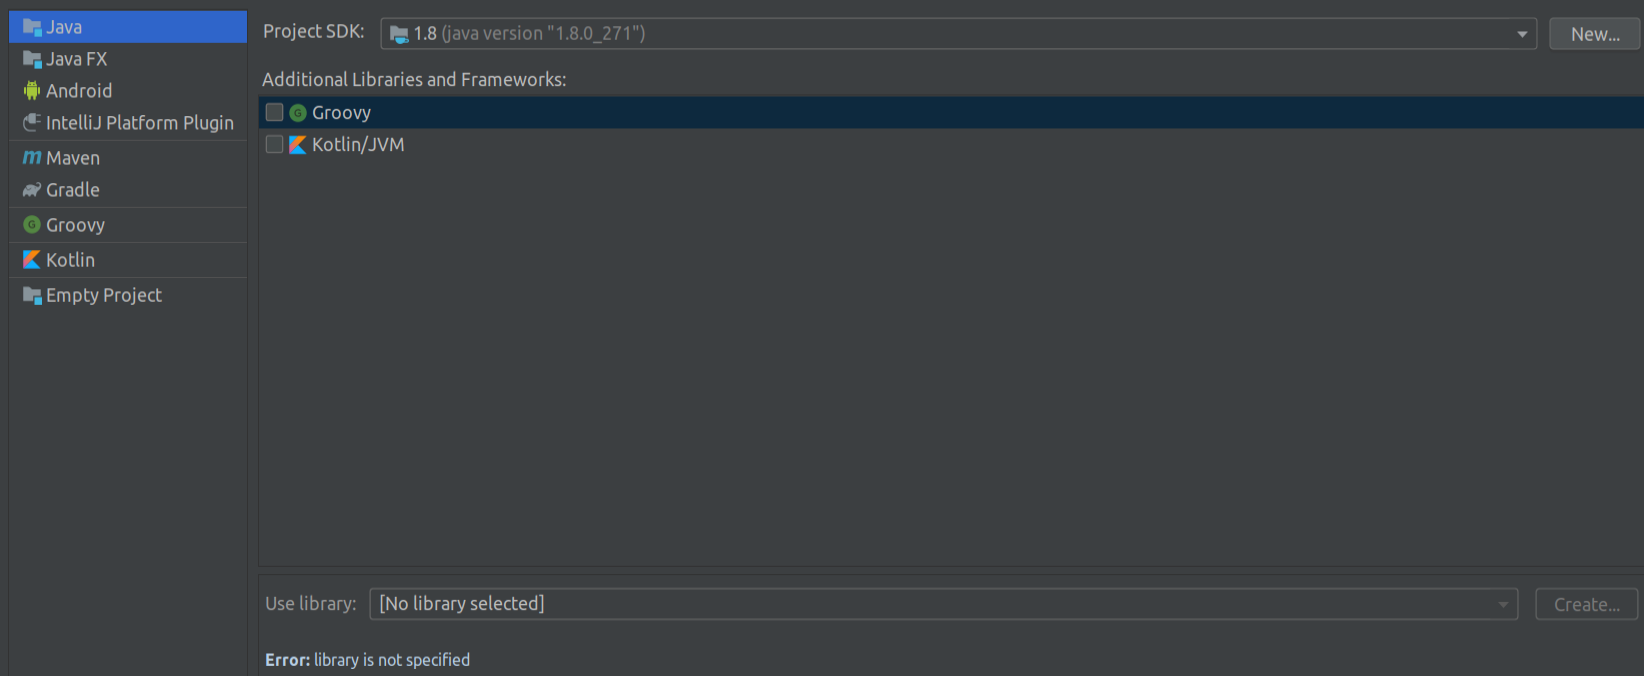 Java
Java FX
Android
IntelliJ Platform Plugin
Maven
Gradle
Groovy
Kotlin
Empty Project
Project SDK: 1.8 (java version "1.8.0_271") New...
Additional Libraries and Frameworks:
Groovy
Kotlin/JVM
Use library: [No library selected] Create...
Error: library is not specified